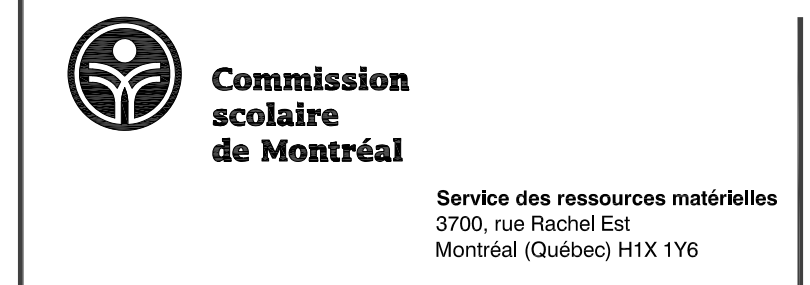 Commission
scolaire
de Montréal
Service des ressources matérielles
3700, rue Rachel Est
Montréal (Québec) H1X 1Y6